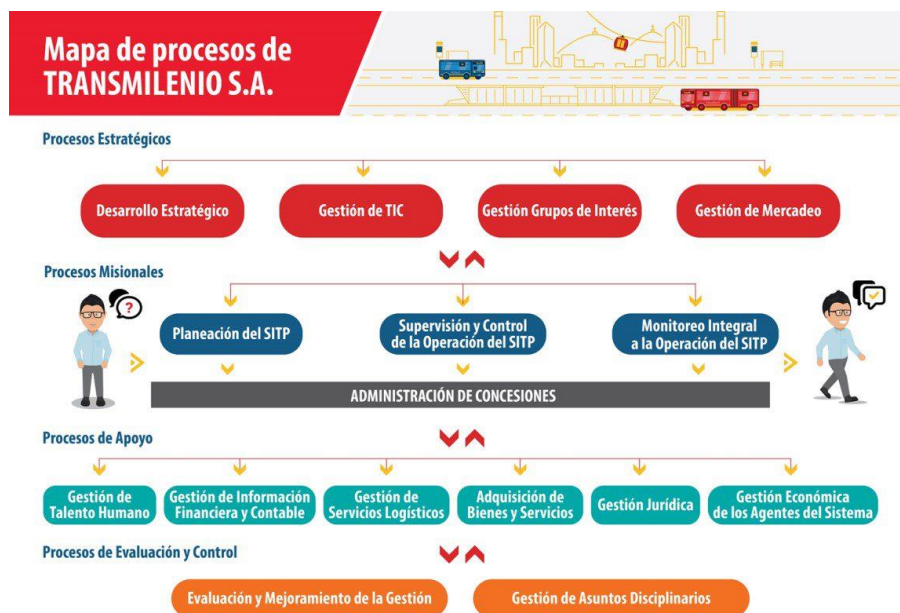 Mapa de procesos de
TRANSMILENIO S.A.
Procesos Estratégicos
Desarrollo Estratégico
Gestión de TIC
Gestión Grupos de Interés
Gestión de Mercadeo
Procesos Misionales
?
Planeación del SITP
Supervisión y Control
de la Operación del SITP
Monitoreo Integral
a la Operación del SITP
ADMINISTRACIÓN DE CONCESIONES
Procesos de Apoyo
Gestión de
Talento Humano
Gestión de Información
Financiera y Contable
Gestión de
Servicios Logísticos
Adquisición de
Bienes y Servicios
Gestión Jurídica
Gestión Económica
de los Agentes del Sistema
Procesos de Evaluación y Control
Evaluación y Mejoramiento de la Gestión
Gestión de Asuntos Disciplinarios